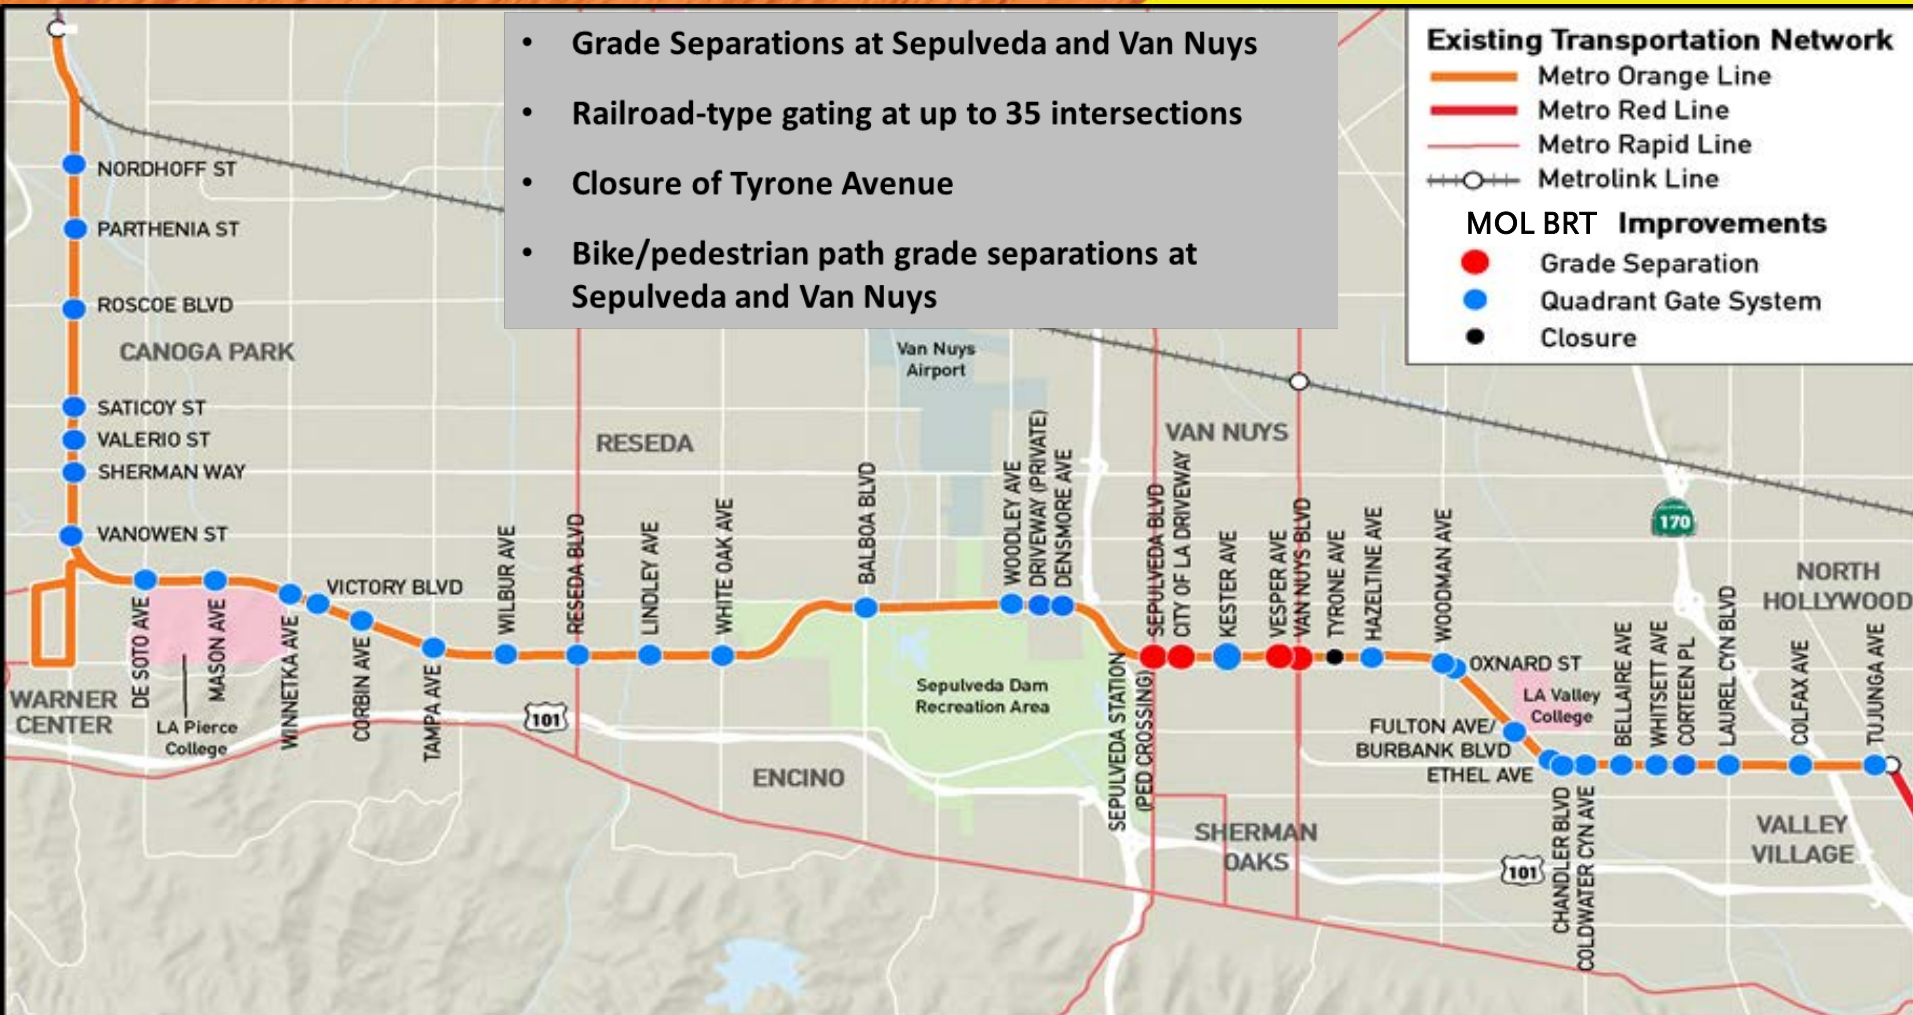 • Grade Separations at Sepulveda and Van Nuys
• Railroad-type gating at up to 35 intersections
• Closure of Tyrone Avenue
• Bike/pedestrian path grade separations at
Sepulveda and Van Nuys
Existing Transportation Network
Metro Orange Line
Metro Red Line
Metro Rapid Line
Metrolink Line
MOL BRT Improvements
Grade Separation
Quadrant Gate System
Closure
NORDHOFF ST
PARTHENIA ST
ROSCOE BLVD
CANOGA PARK
SATICOY ST
VALERIO ST
SHERMAN WAY
VANOWEN ST
WARNER
CENTER
DE SOTO AVE
LA Pierce
College
MASON AVE
WINNETKA AVE
VICTORY BLVD
CORBIN AVE
TAMPA AVE
WILBUR AVE
RESEDA BLVD
LINDLEY AVE
WHITE OAK AVE
RESEDA
101
ENCINO
BALBOA BLVD
Van Nuys
Airport
Sepulveda Dam
Recreation Area
WOODLEY AVE
DRIVEWAY (PRIVATE)
DENSMORE AVE
SEPULVEDA STATION
(PED CROSSING)
SEPULVEDA BLVD
CITY OF LA DRIVEWAY
KESTER AVE
VESPER AVE
VAN NUYS BLVD
TYRONE AVE
HAZELTINE AVE
WOODMAN AVE
VAN NUYS
SHERMAN
OAKS
OXNARD ST
LA Valley
College
FULTON AVE/
BURBANK BLVD
ETHEL AVE
CHANDLER BLVD
COLDWATER CYN AVE
BELLAIRE AVE
WHITSETT AVE
CORTEEN PL
LAUREL CYN BLVD
COLFAX AVE
TUJUNGA AVE
170
NORTH
HOLLYWOOD
101
VALLEY
VILLAGE